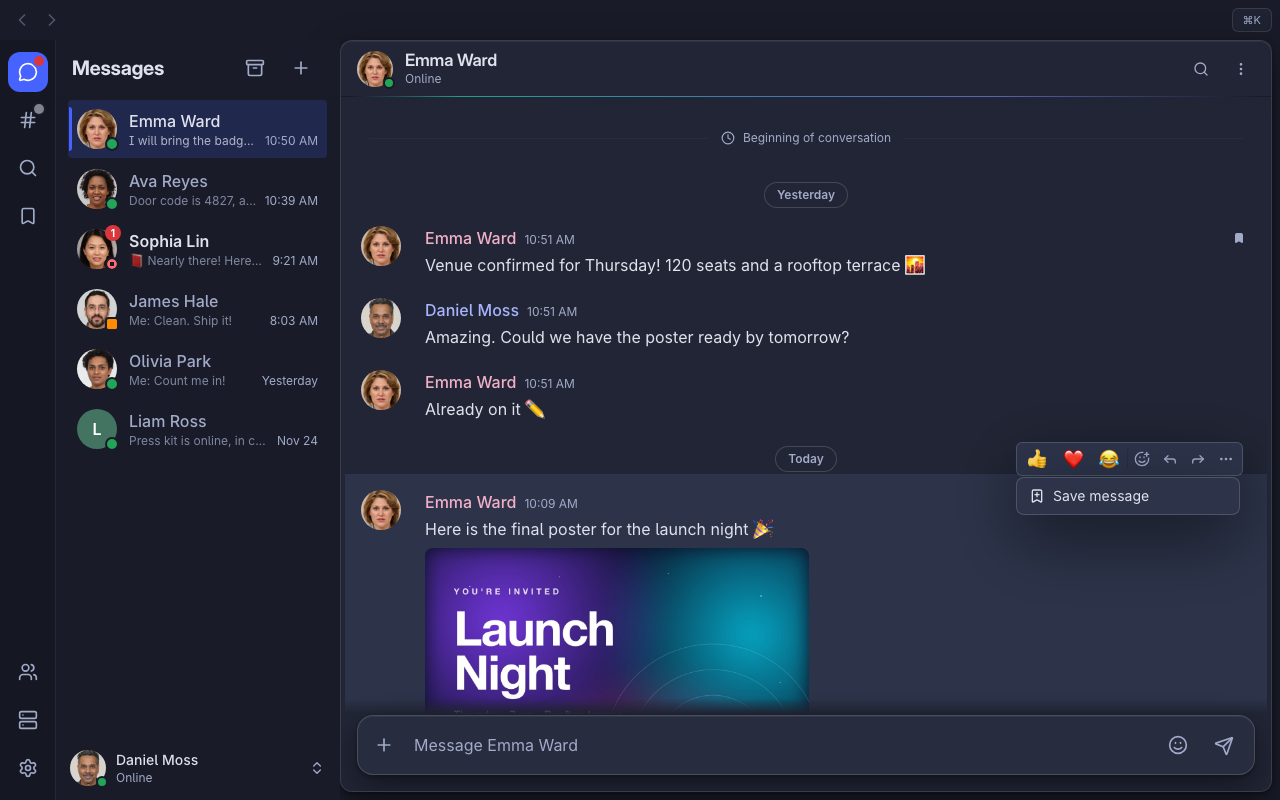 ⌘K
Messages
Emma Ward
I will bring the badg... 10:50 AM
Ava Reyes
Door code is 4827, a... 10:39 AM
1
Sophia Lin
Nearly there! Here... 9:21 AM
James Hale
Me: Clean. Ship it! 8:03 AM
Olivia Park
Me: Count me in! Yesterday
L
Liam Ross
Press kit is online, in c... Nov 24
Daniel Moss
Online
Emma Ward
Online
Beginning of conversation
Yesterday
Emma Ward 10:51 AM
Venue confirmed for Thursday! 120 seats and a rooftop terrace 🌇
Daniel Moss 10:51 AM
Amazing. Could we have the poster ready by tomorrow?
Emma Ward 10:51 AM
Already on it ✏️
Today
👍 ❤️ 😂
Save message
Emma Ward 10:09 AM
Here is the final poster for the launch night 🎉
YOU'RE INVITED
Launch
Night
Message Emma Ward